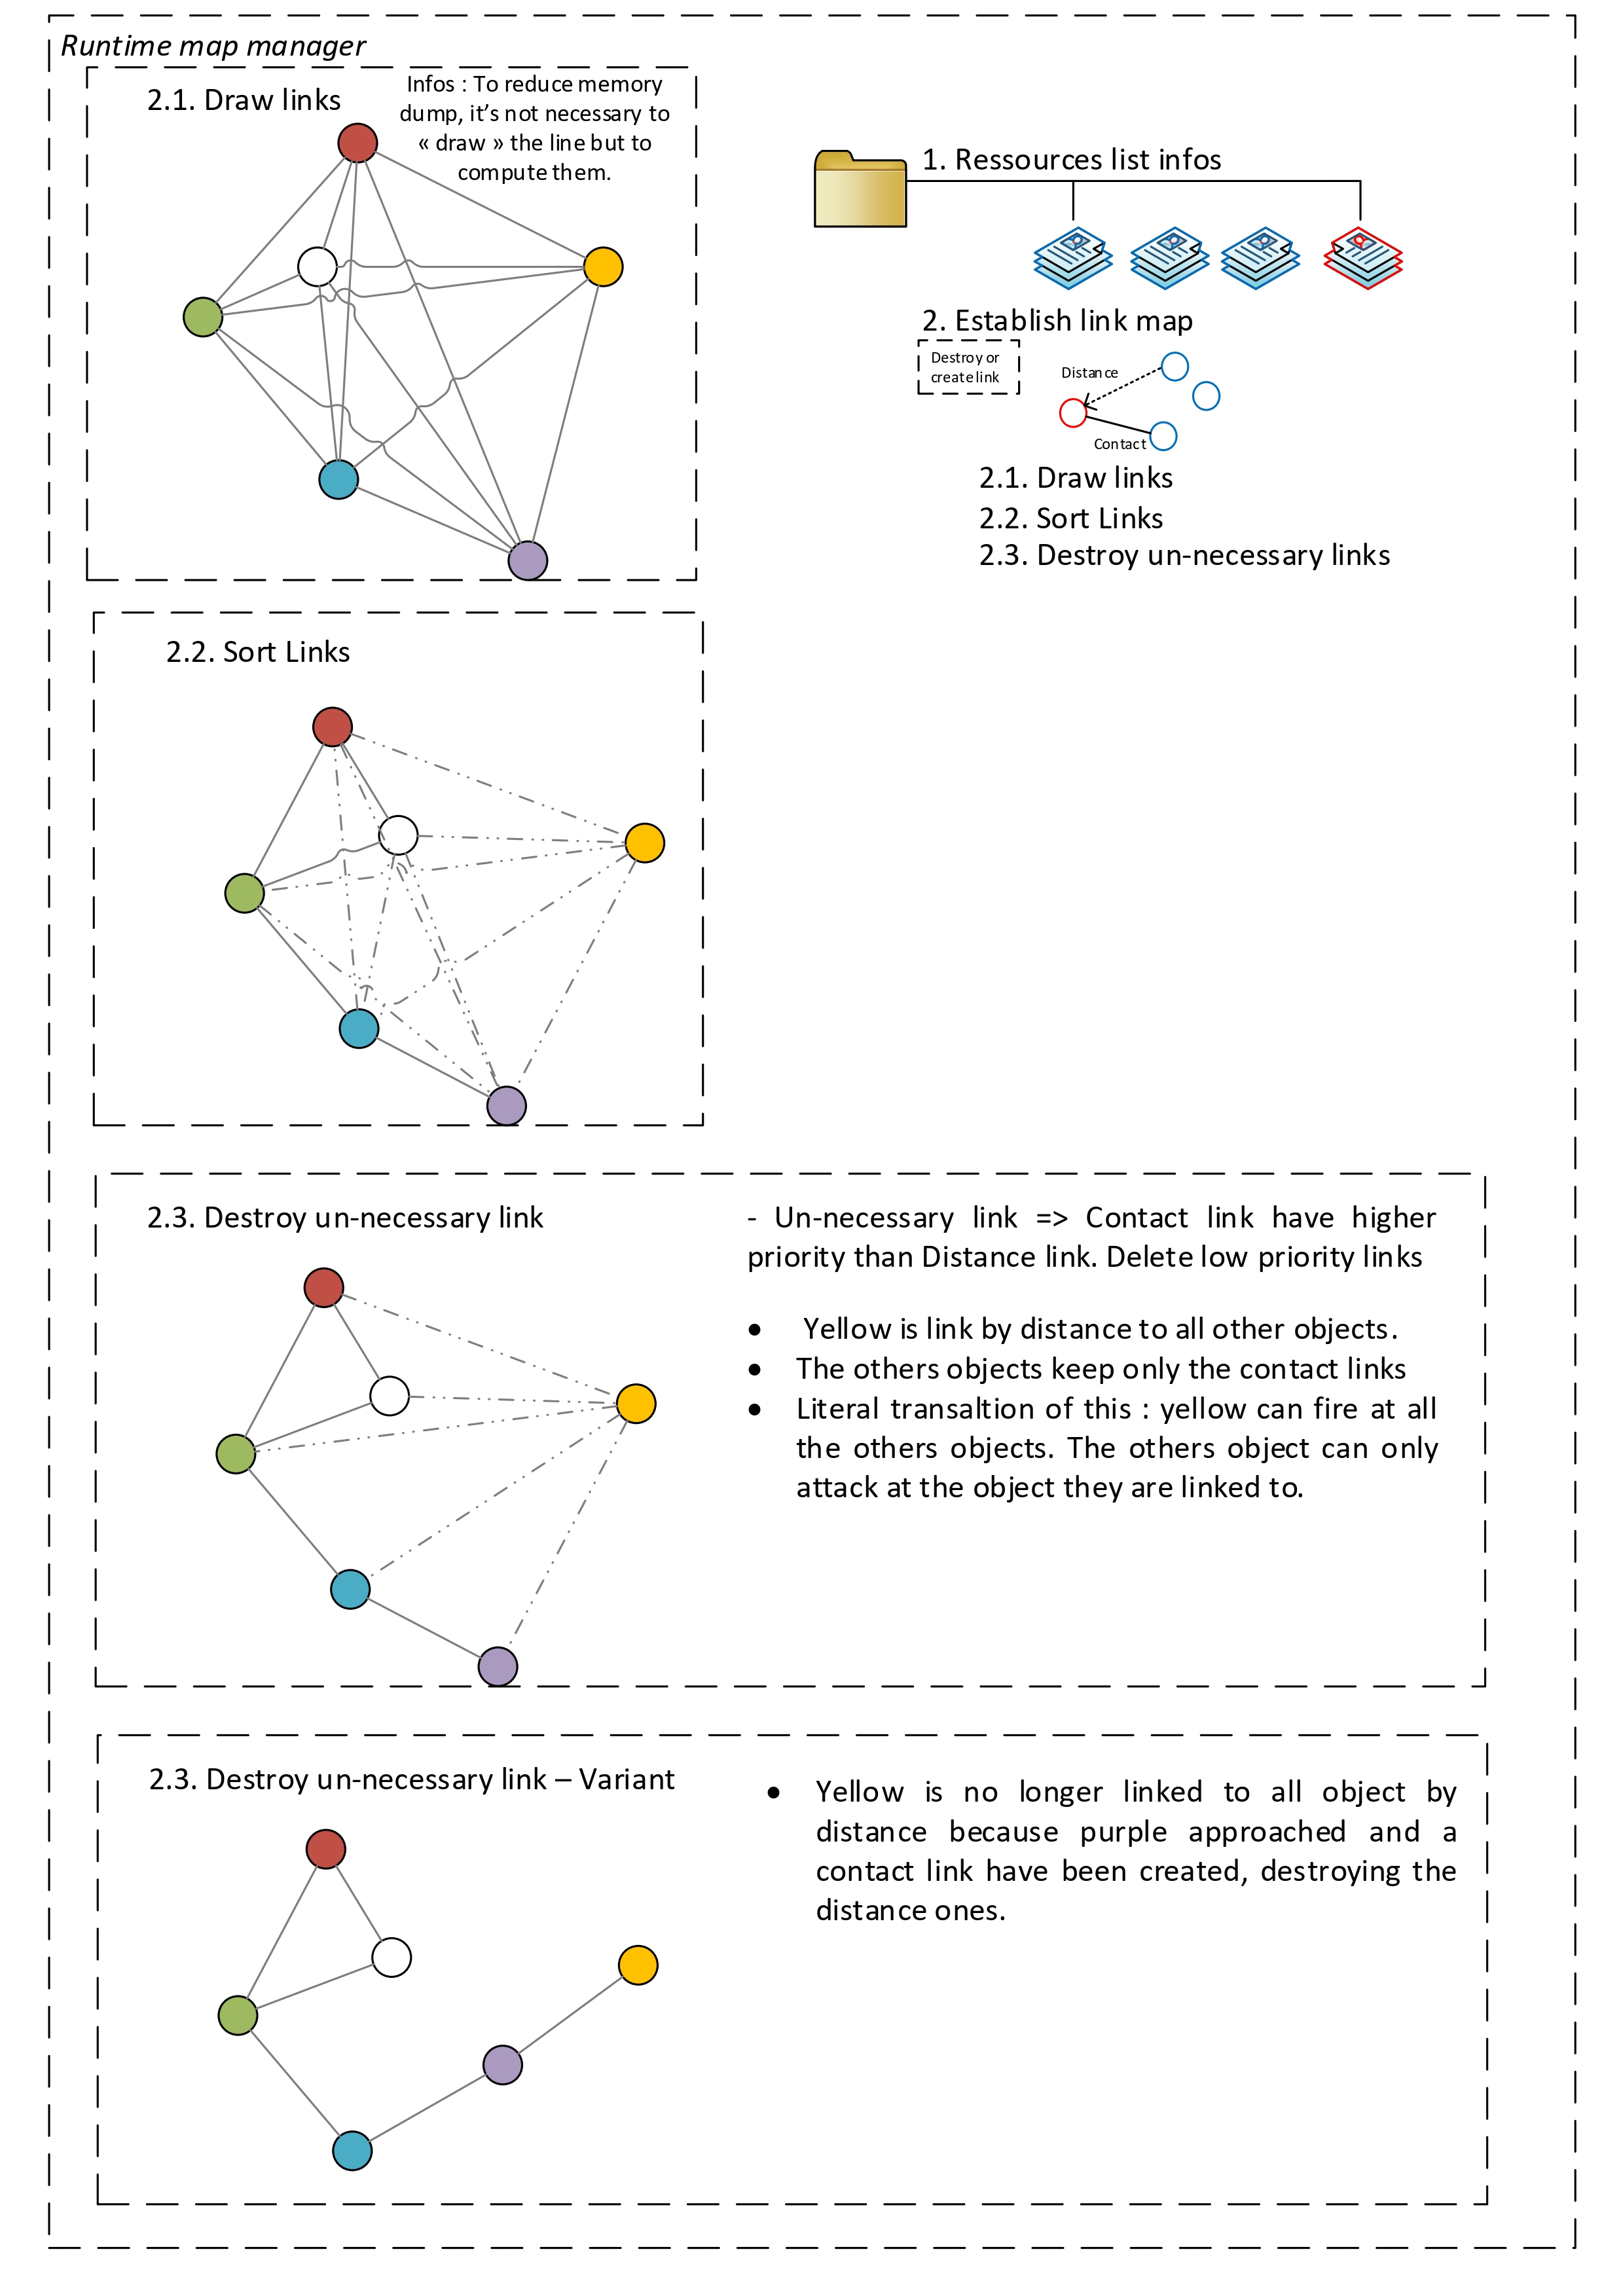 Runtime map manager
2.1. Draw links
Infos : To reduce memory
dump, it's not necessary to
« draw » the line but to
compute them.
1. Ressources list infos
2. Establish link map
Destroy or
create link
Distance
Contact
2.1. Draw links
2.2. Sort Links
2.3. Destroy un-necessary links
2.2. Sort Links
2.3. Destroy un-necessary link
- Un-necessary link => Contact link have higher
priority than Distance link. Delete low priority links
• Yellow is link by distance to all other objects.
• The others objects keep only the contact links
• Literal transaltion of this : yellow can fire at all
the others objects. The others object can only
attack at the object they are linked to.
2.3. Destroy un-necessary link – Variant
• Yellow is no longer linked to all object by
distance because purple approached and a
contact link have been created, destroying the
distance ones.